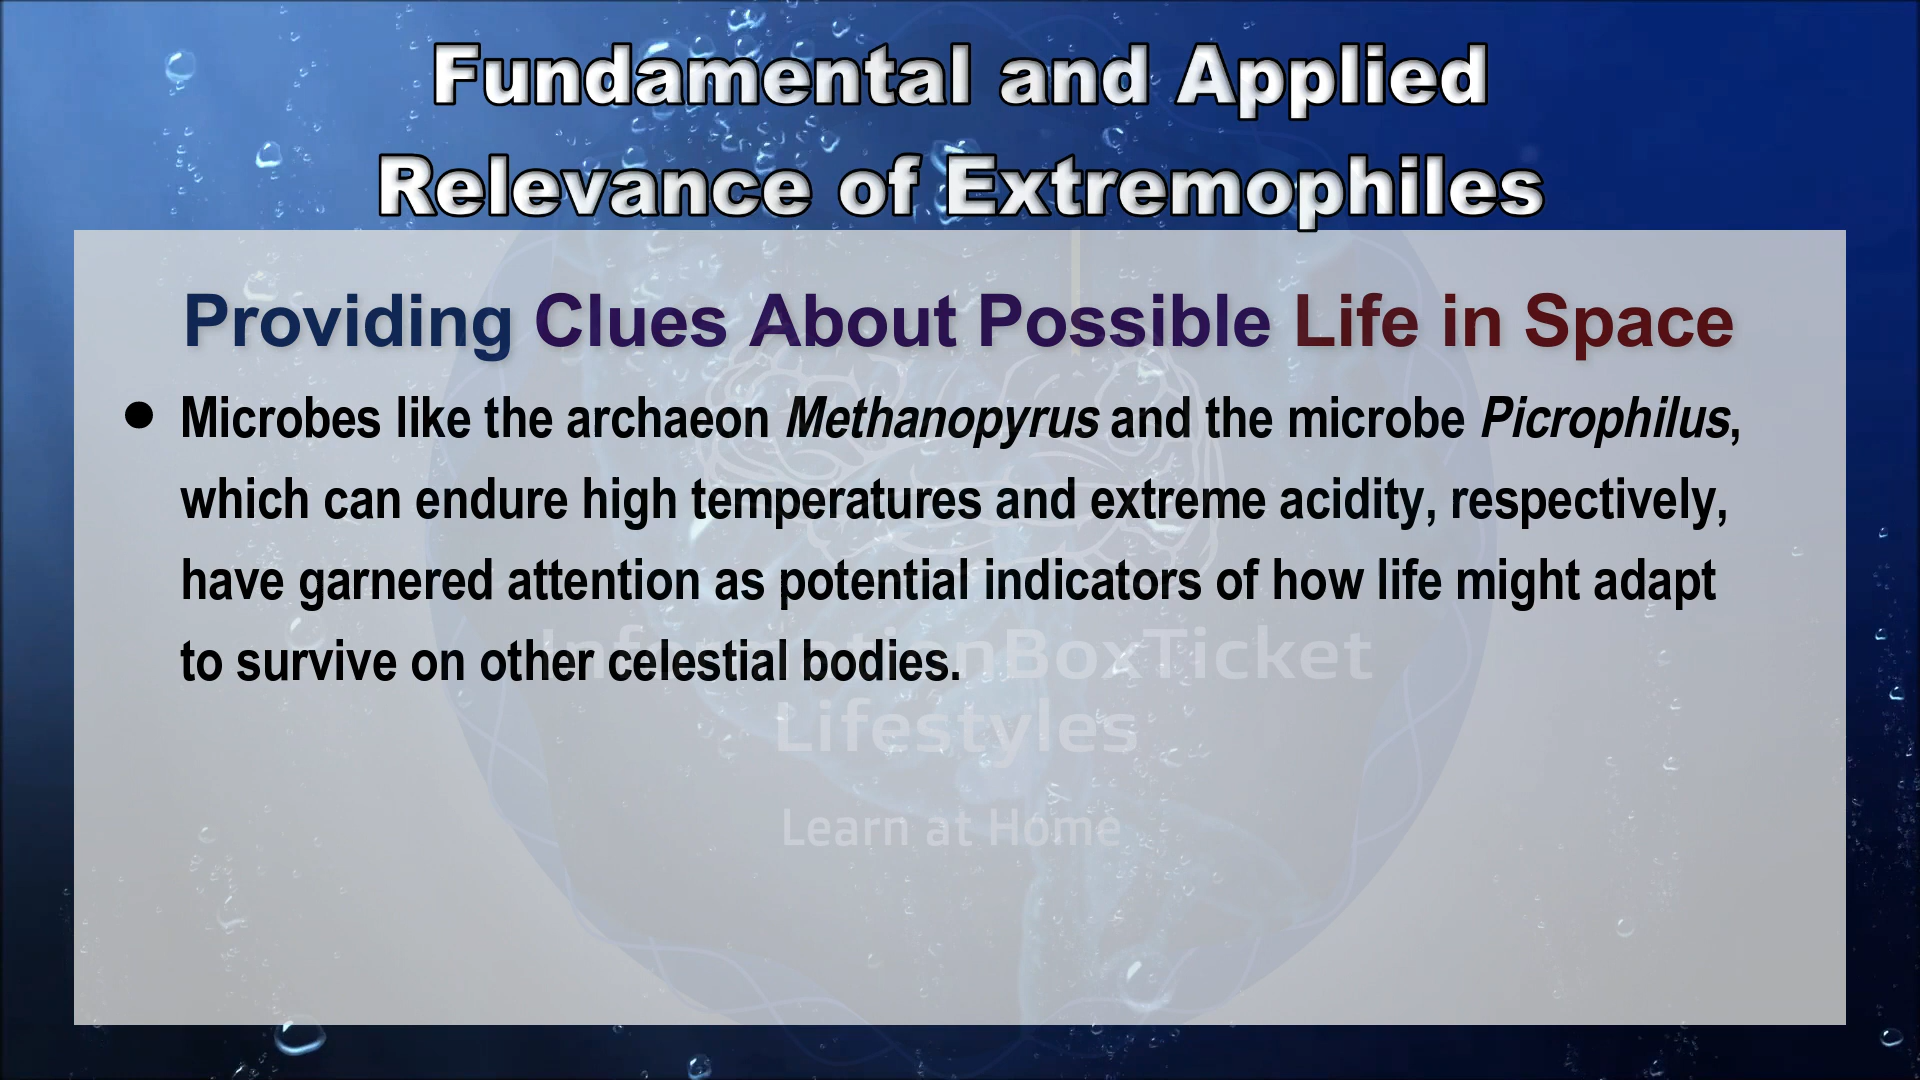 Fundamental and Applied
Relevance of Extremophiles
Providing Clues About Possible Life in Space
● Microbes like the archaeon Methanopyrus and the microbe Picrophilus,
which can endure high temperatures and extreme acidity, respectively,
have garnered attention as potential indicators of how life might adapt
to survive on other celestial bodies.
InformationBoxTicket
Lifestyles
Learn at Home